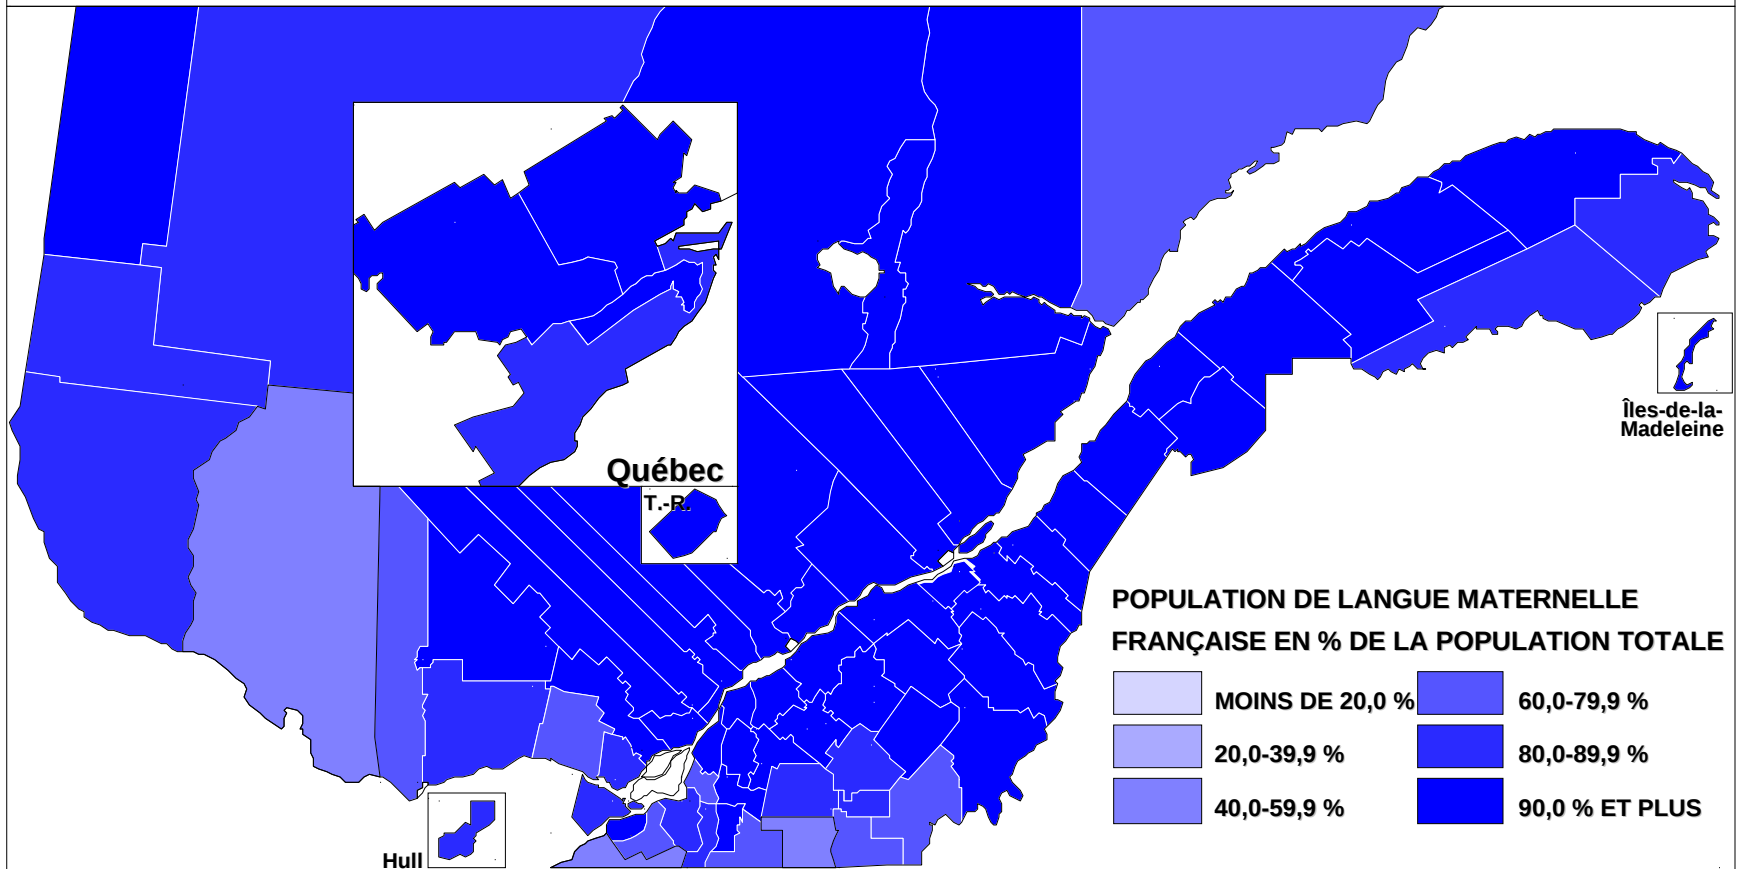 Québec
T.-R.
Îles-de-la-
Madeleine
POPULATION DE LANGUE MATERNELLE
FRANÇAISE EN % DE LA POPULATION TOTALE
MOINS DE 20,0 %
60,0-79,9 %
20,0-39,9 %
80,0-89,9 %
40,0-59,9 %
90,0 % ET PLUS
Hull